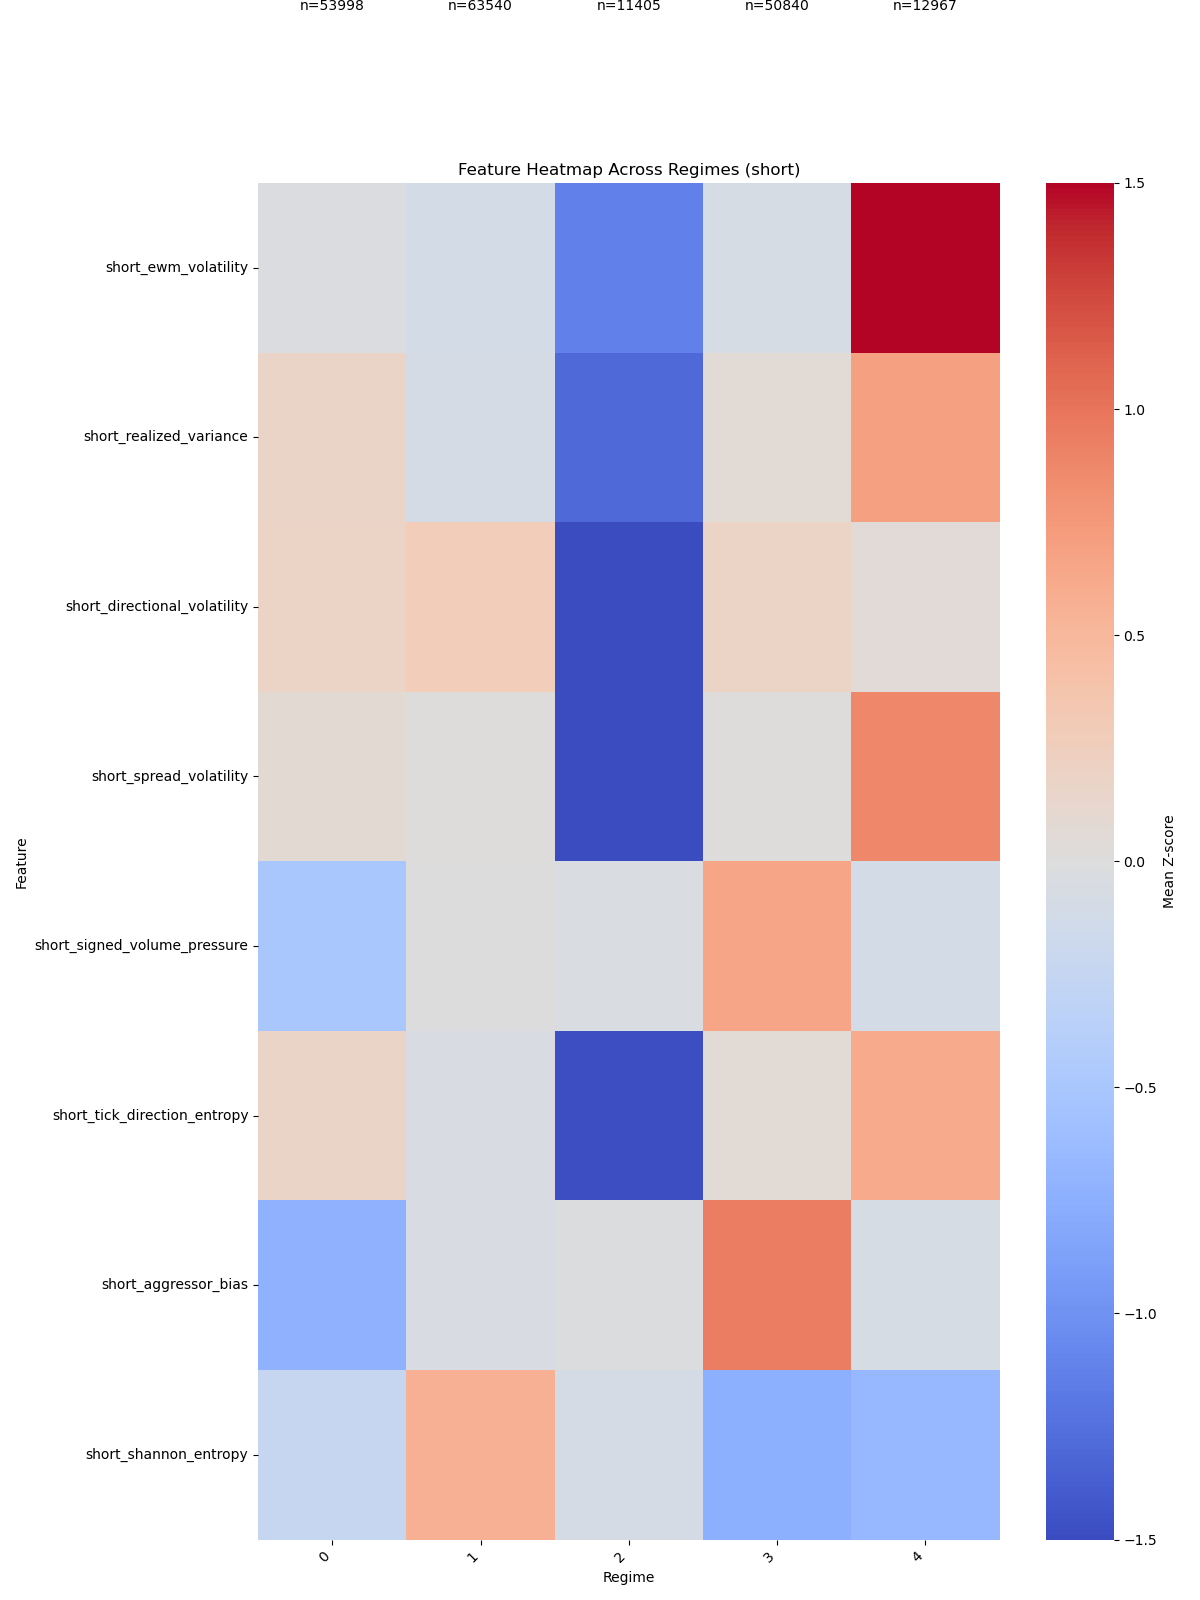 n=53998 n=63540 n=11405 n=50840 n=12967
Feature Heatmap Across Regimes (short)
short_ewm_volatility
short_realized_variance
short_directional_volatility
short_spread_volatility
short_signed_volume_pressure
short_tick_direction_entropy
short_aggressor_bias
short_shannon_entropy
Feature
0 1 2 3 4
Regime
1.5
1.0
0.5
0.0
−0.5
−1.0
−1.5
Mean Z-score